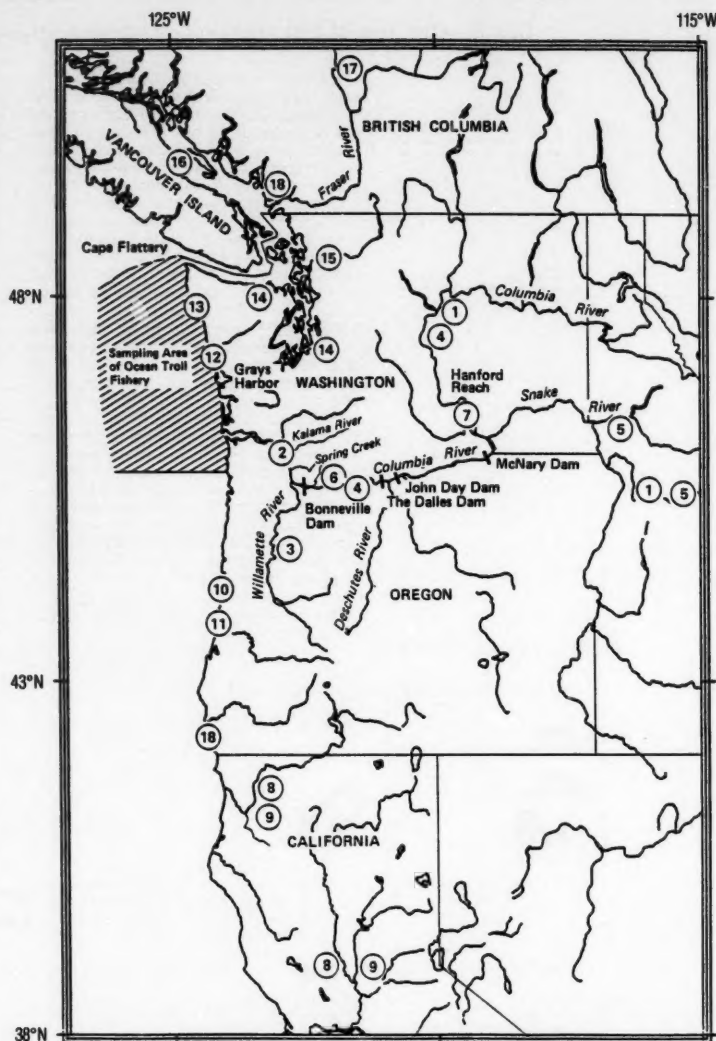 125°W
115°W
17
BRITISH COLUMBIA
VANCOUVER ISLAND
16
18
Fraser River
Cape Flattery
15
48°N
13
14
1
Columbia River
4
Sampling Area
of Ocean Troll
Fishery
12
Grays
Harbor
14
WASHINGTON
Hanford
Reach
7
Snake River
5
Kalama River
2
Spring Creek
6
4
Columbia River
McNary Dam
1
5
Bonneville
Dam
John Day Dam
The Dalles Dam
Willamette River
3
Deschutes River
OREGON
10
11
43°N
18
8
9
CALIFORNIA
8
9
38°N